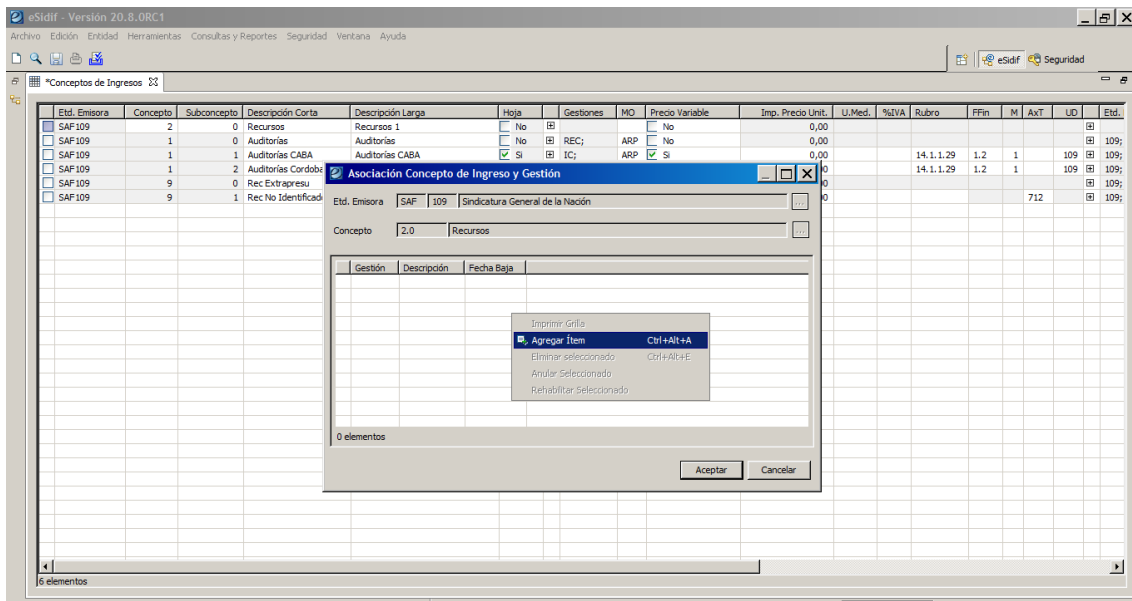 eSidif - Versión 20.8.0RC1
Archivo Edición Entidad Herramientas Consultas y Reportes Seguridad Ventana Ayuda
eSidif Seguridad
*Conceptos de Ingresos
Etd. Emisora Concepto Subconcepto Descripción Corta Descripción Larga Hoja Gestiones MO Precio Variable Imp. Precio Unit. U.Med. %IVA Rubro FFin M AxT UD Etd.
SAF109 2 0 Recursos Recursos 1 No No 0,00
SAF109 1 0 Auditorías Auditorías No REC; ARP No 0,00 109;
SAF109 1 1 Auditorías CABA Auditorías CABA Si IC; ARP Si 0,00 14.1.1.29 1.2 1 109 109;
SAF109 1 2 Auditorías Cordoba 14.1.1.29 1.2 1 109 109;
SAF109 9 0 Rec Extrapresu 109;
SAF109 9 1 Rec No Identificad 712 109;
Asociación Concepto de Ingreso y Gestión
Etd. Emisora SAF 109 Sindicatura General de la Nación ...
Concepto 2.0 Recursos ...
Gestión Descripción Fecha Baja
Imprimir Grilla
Agregar Ítem Ctrl+Alt+A
Eliminar seleccionado Ctrl+Alt+E
Anular Seleccionado
Rehabilitar Seleccionado
0 elementos
Aceptar Cancelar
6 elementos